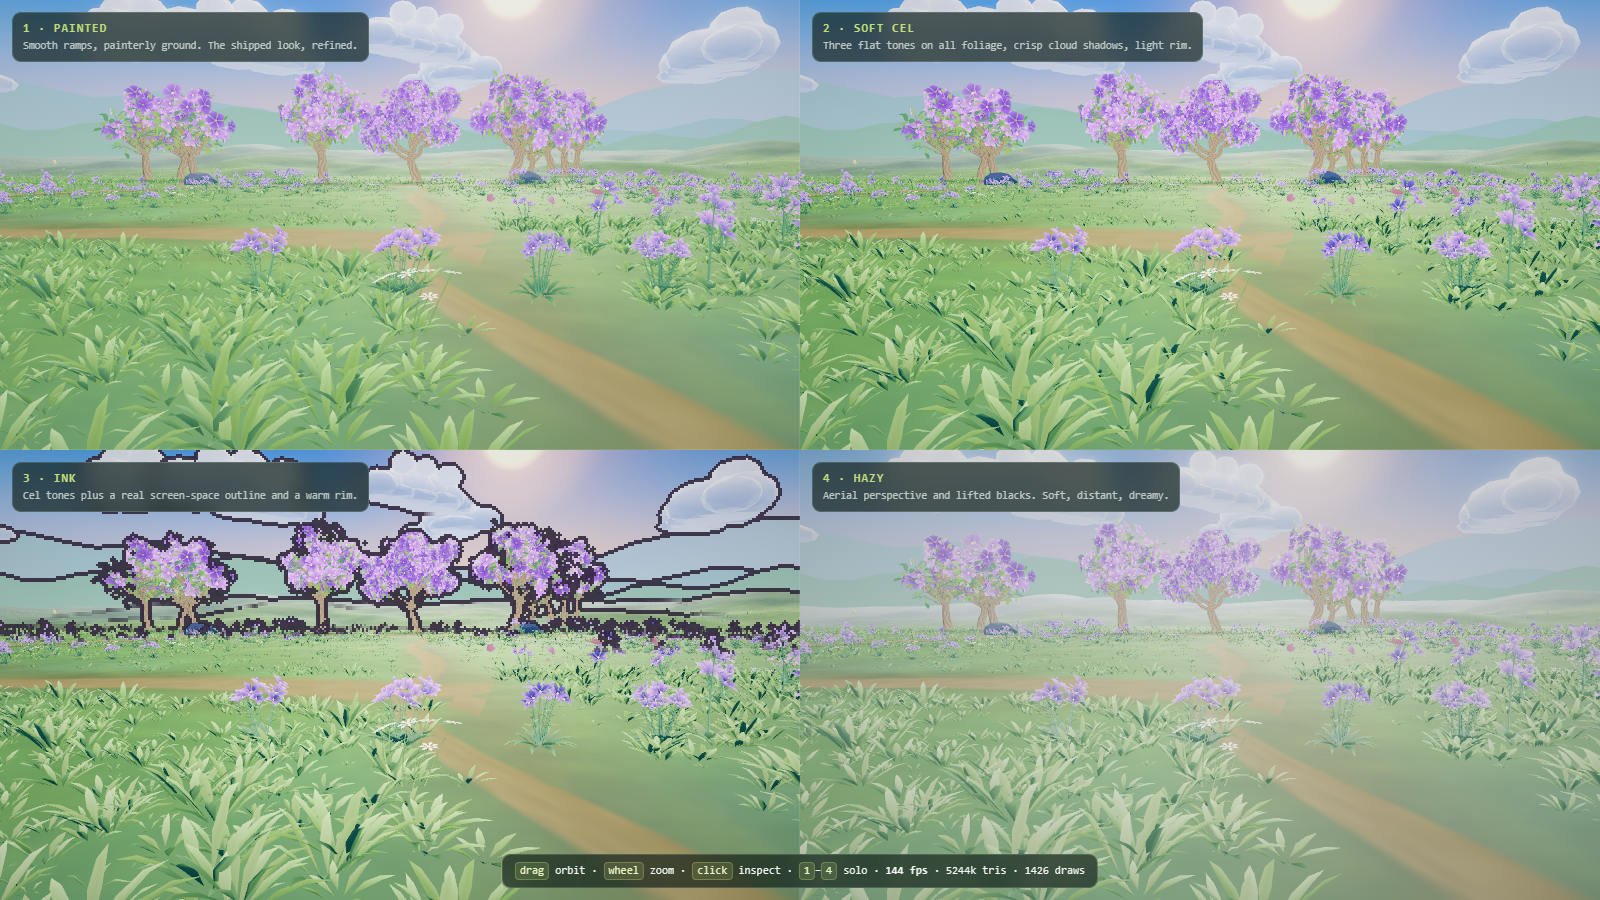 1 · PAINTED
Smooth ramps, painterly ground. The shipped look, refined.
2 · SOFT CEL
Three flat tones on all foliage, crisp cloud shadows, light rim.
3 · INK
Cel tones plus a real screen-space outline and a warm rim.
4 · HAZY
Aerial perspective and lifted blacks. Soft, distant, dreamy.
drag orbit · wheel zoom · click inspect · 1–4 solo · 144 fps · 5244k tris · 1426 draws